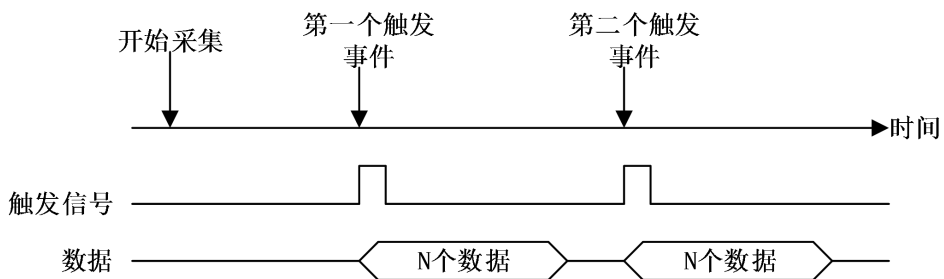 开始采集
第一个触发
事件
第二个触发
事件
时间
触发信号
数据
N个数据
N个数据